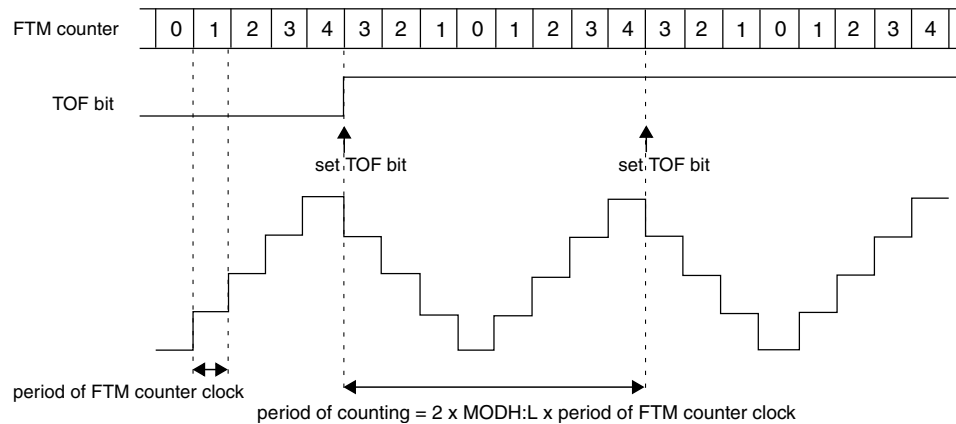 FTM counter 0 1 2 3 4 3 2 1 0 1 2 3 4 3 2 1 0 1 2 3 4
TOF bit
set TOF bit set TOF bit
period of FTM counter clock
period of counting = 2 x MODH:L x period of FTM counter clock